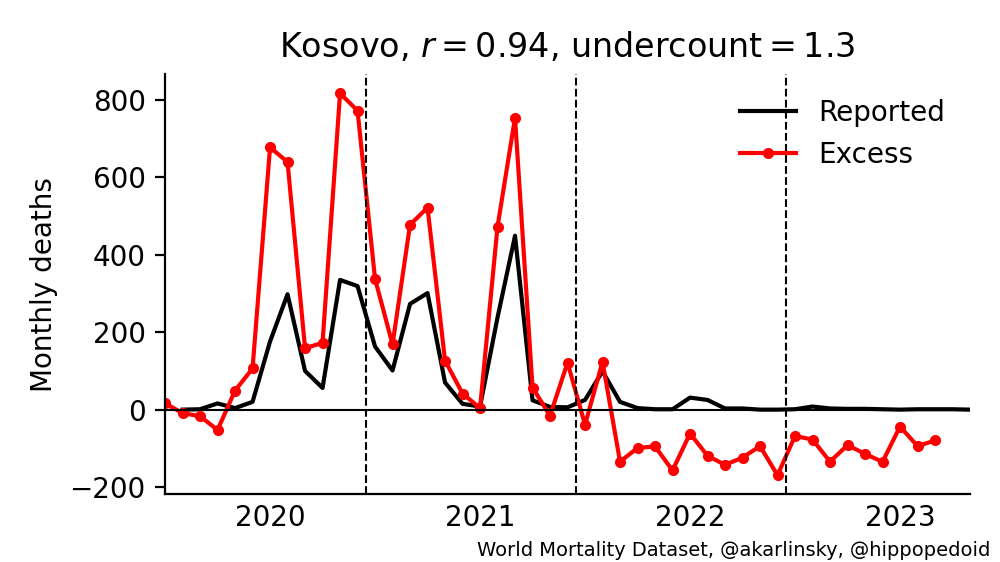 Kosovo, r = 0.94, undercount = 1.3
Monthly deaths
800
600
400
200
0
−200
Reported
Excess
2020 2021 2022 2023
World Mortality Dataset, @akarlinsky, @hippopedoid